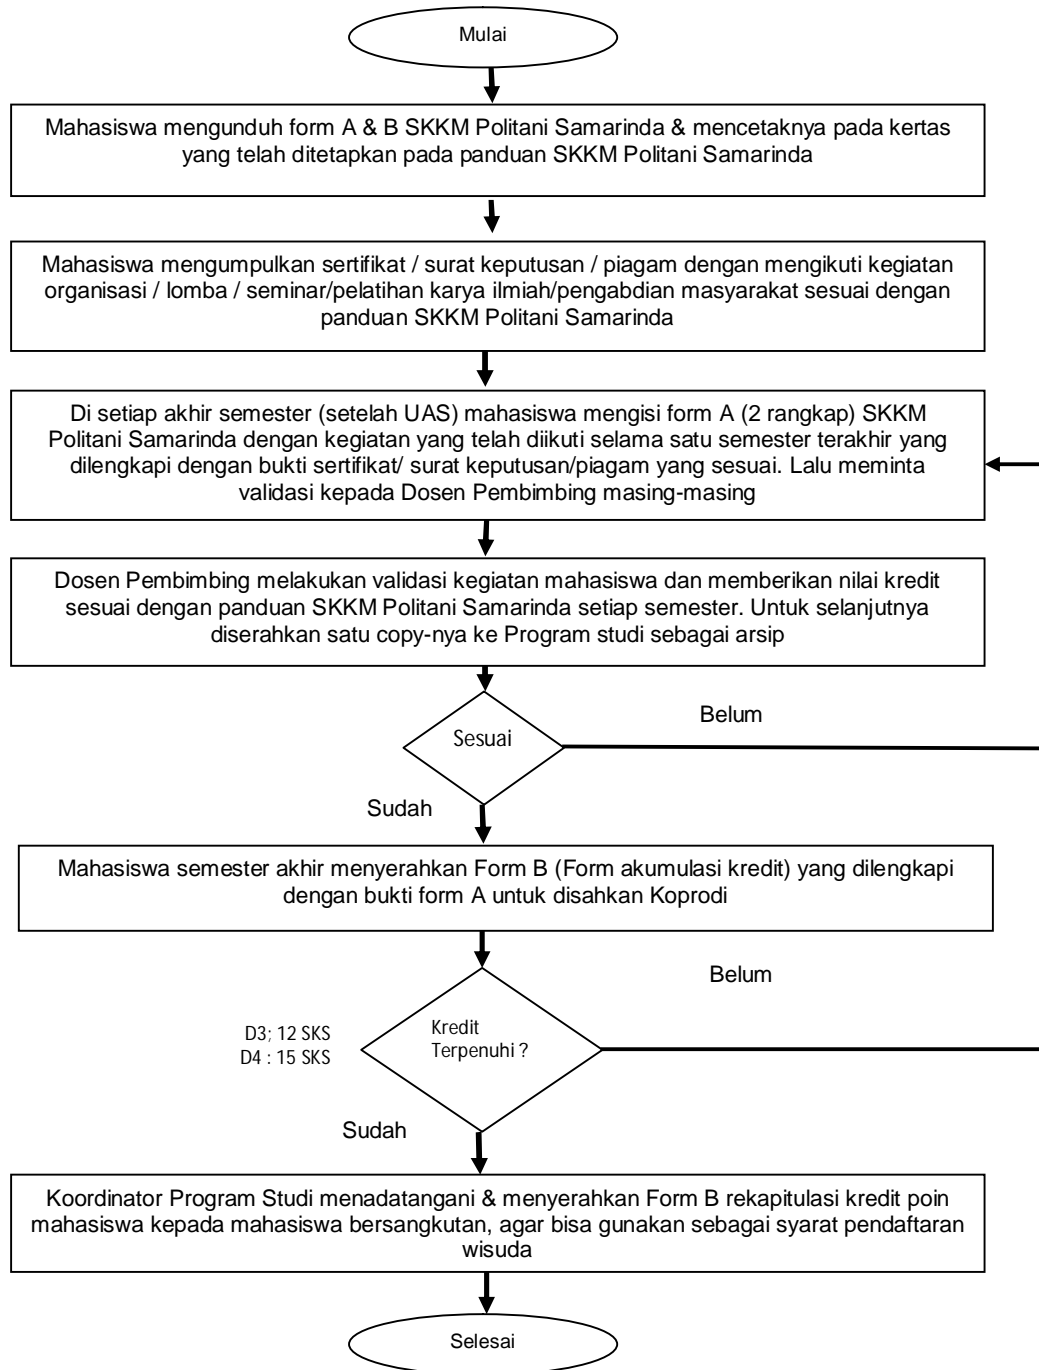 Mulai
Mahasiswa mengunduh form A & B SKKM Politani Samarinda & mencetaknya pada kertas
yang telah ditetapkan pada panduan SKKM Politani Samarinda
Mahasiswa mengumpulkan sertifikat / surat keputusan / piagam dengan mengikuti kegiatan
organisasi / lomba / seminar/pelatihan karya ilmiah/pengabdian masyarakat sesuai dengan
panduan SKKM Politani Samarinda
Di setiap akhir semester (setelah UAS) mahasiswa mengisi form A (2 rangkap) SKKM
Politani Samarinda dengan kegiatan yang telah diikuti selama satu semester terakhir yang
dilengkapi dengan bukti sertifikat/ surat keputusan/piagam yang sesuai. Lalu meminta
validasi kepada Dosen Pembimbing masing-masing
Dosen Pembimbing melakukan validasi kegiatan mahasiswa dan memberikan nilai kredit
sesuai dengan panduan SKKM Politani Samarinda setiap semester. Untuk selanjutnya
diserahkan satu copy-nya ke Program studi sebagai arsip
Belum
Sesuai
Sudah
Mahasiswa semester akhir menyerahkan Form B (Form akumulasi kredit) yang dilengkapi
dengan bukti form A untuk disahkan Koprodi
Belum
D3; 12 SKS
D4 : 15 SKS
Kredit
Terpenuhi ?
Sudah
Koordinator Program Studi menadatangani & menyerahkan Form B rekapitulasi kredit poin
mahasiswa kepada mahasiswa bersangkutan, agar bisa gunakan sebagai syarat pendaftaran
wisuda
Selesai